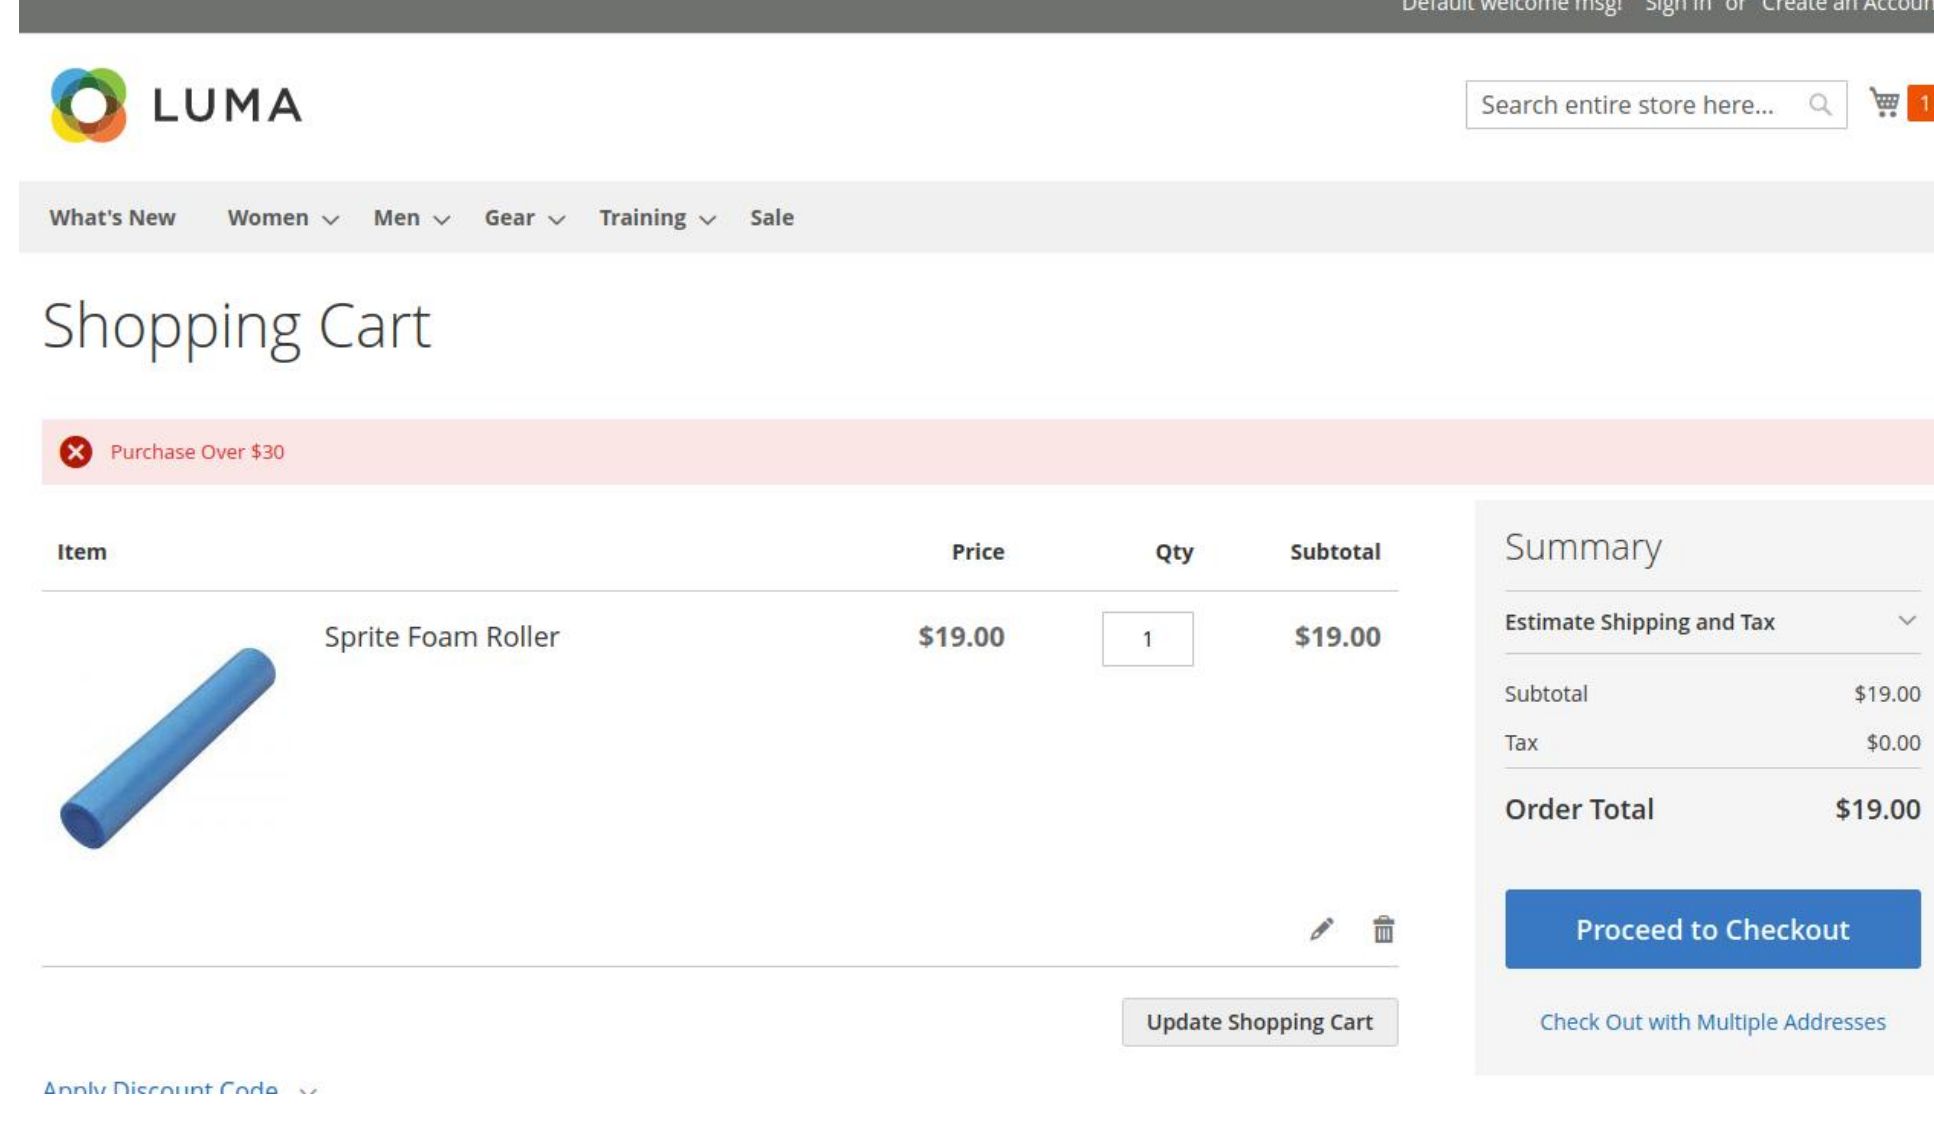 Default welcome msg! Sign In or Create an Accoun
LUMA
Search entire store here... 1
What's New Women Men Gear Training Sale
Shopping Cart
Purchase Over $30
Item Price Qty Subtotal
Sprite Foam Roller $19.00 1 $19.00
Update Shopping Cart
Apply Discount Code
Summary
Estimate Shipping and Tax
Subtotal $19.00
Tax $0.00
Order Total $19.00
Proceed to Checkout
Check Out with Multiple Addresses